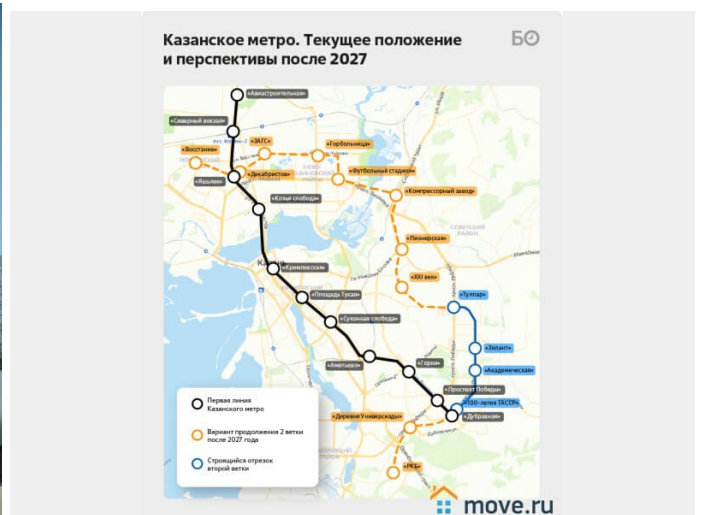 Казанское метро. Текущее положение
и перспективы после 2027
БО
«Авиастроительная»
«Северный вокзал»
«Восстание»
«ЗАГС»
«Горбольница»
«Яшьлек»
«Декабристов»
«Футбольный стадион»
«Компрессорный завод»
«Козья слобода»
СОВЕТСКИЙ
РАЙОН
«Пионерская»
«Кремлевская»
«XXI век»
«Площадь Тукая»
«Тулпар»
«Суконная слобода»
«Зилант»
«Аметьево»
«Горки»
«Академическая»
«Проспект Победы»
«100-летия ТАССР»
«Дубравная»
«Деревня Универсиады»
«РКБ»
Первая линия
Казанского метро
Вариант продолжения 2 ветки
после 2027 года
Строящийся отрезок
второй ветки
move.ru